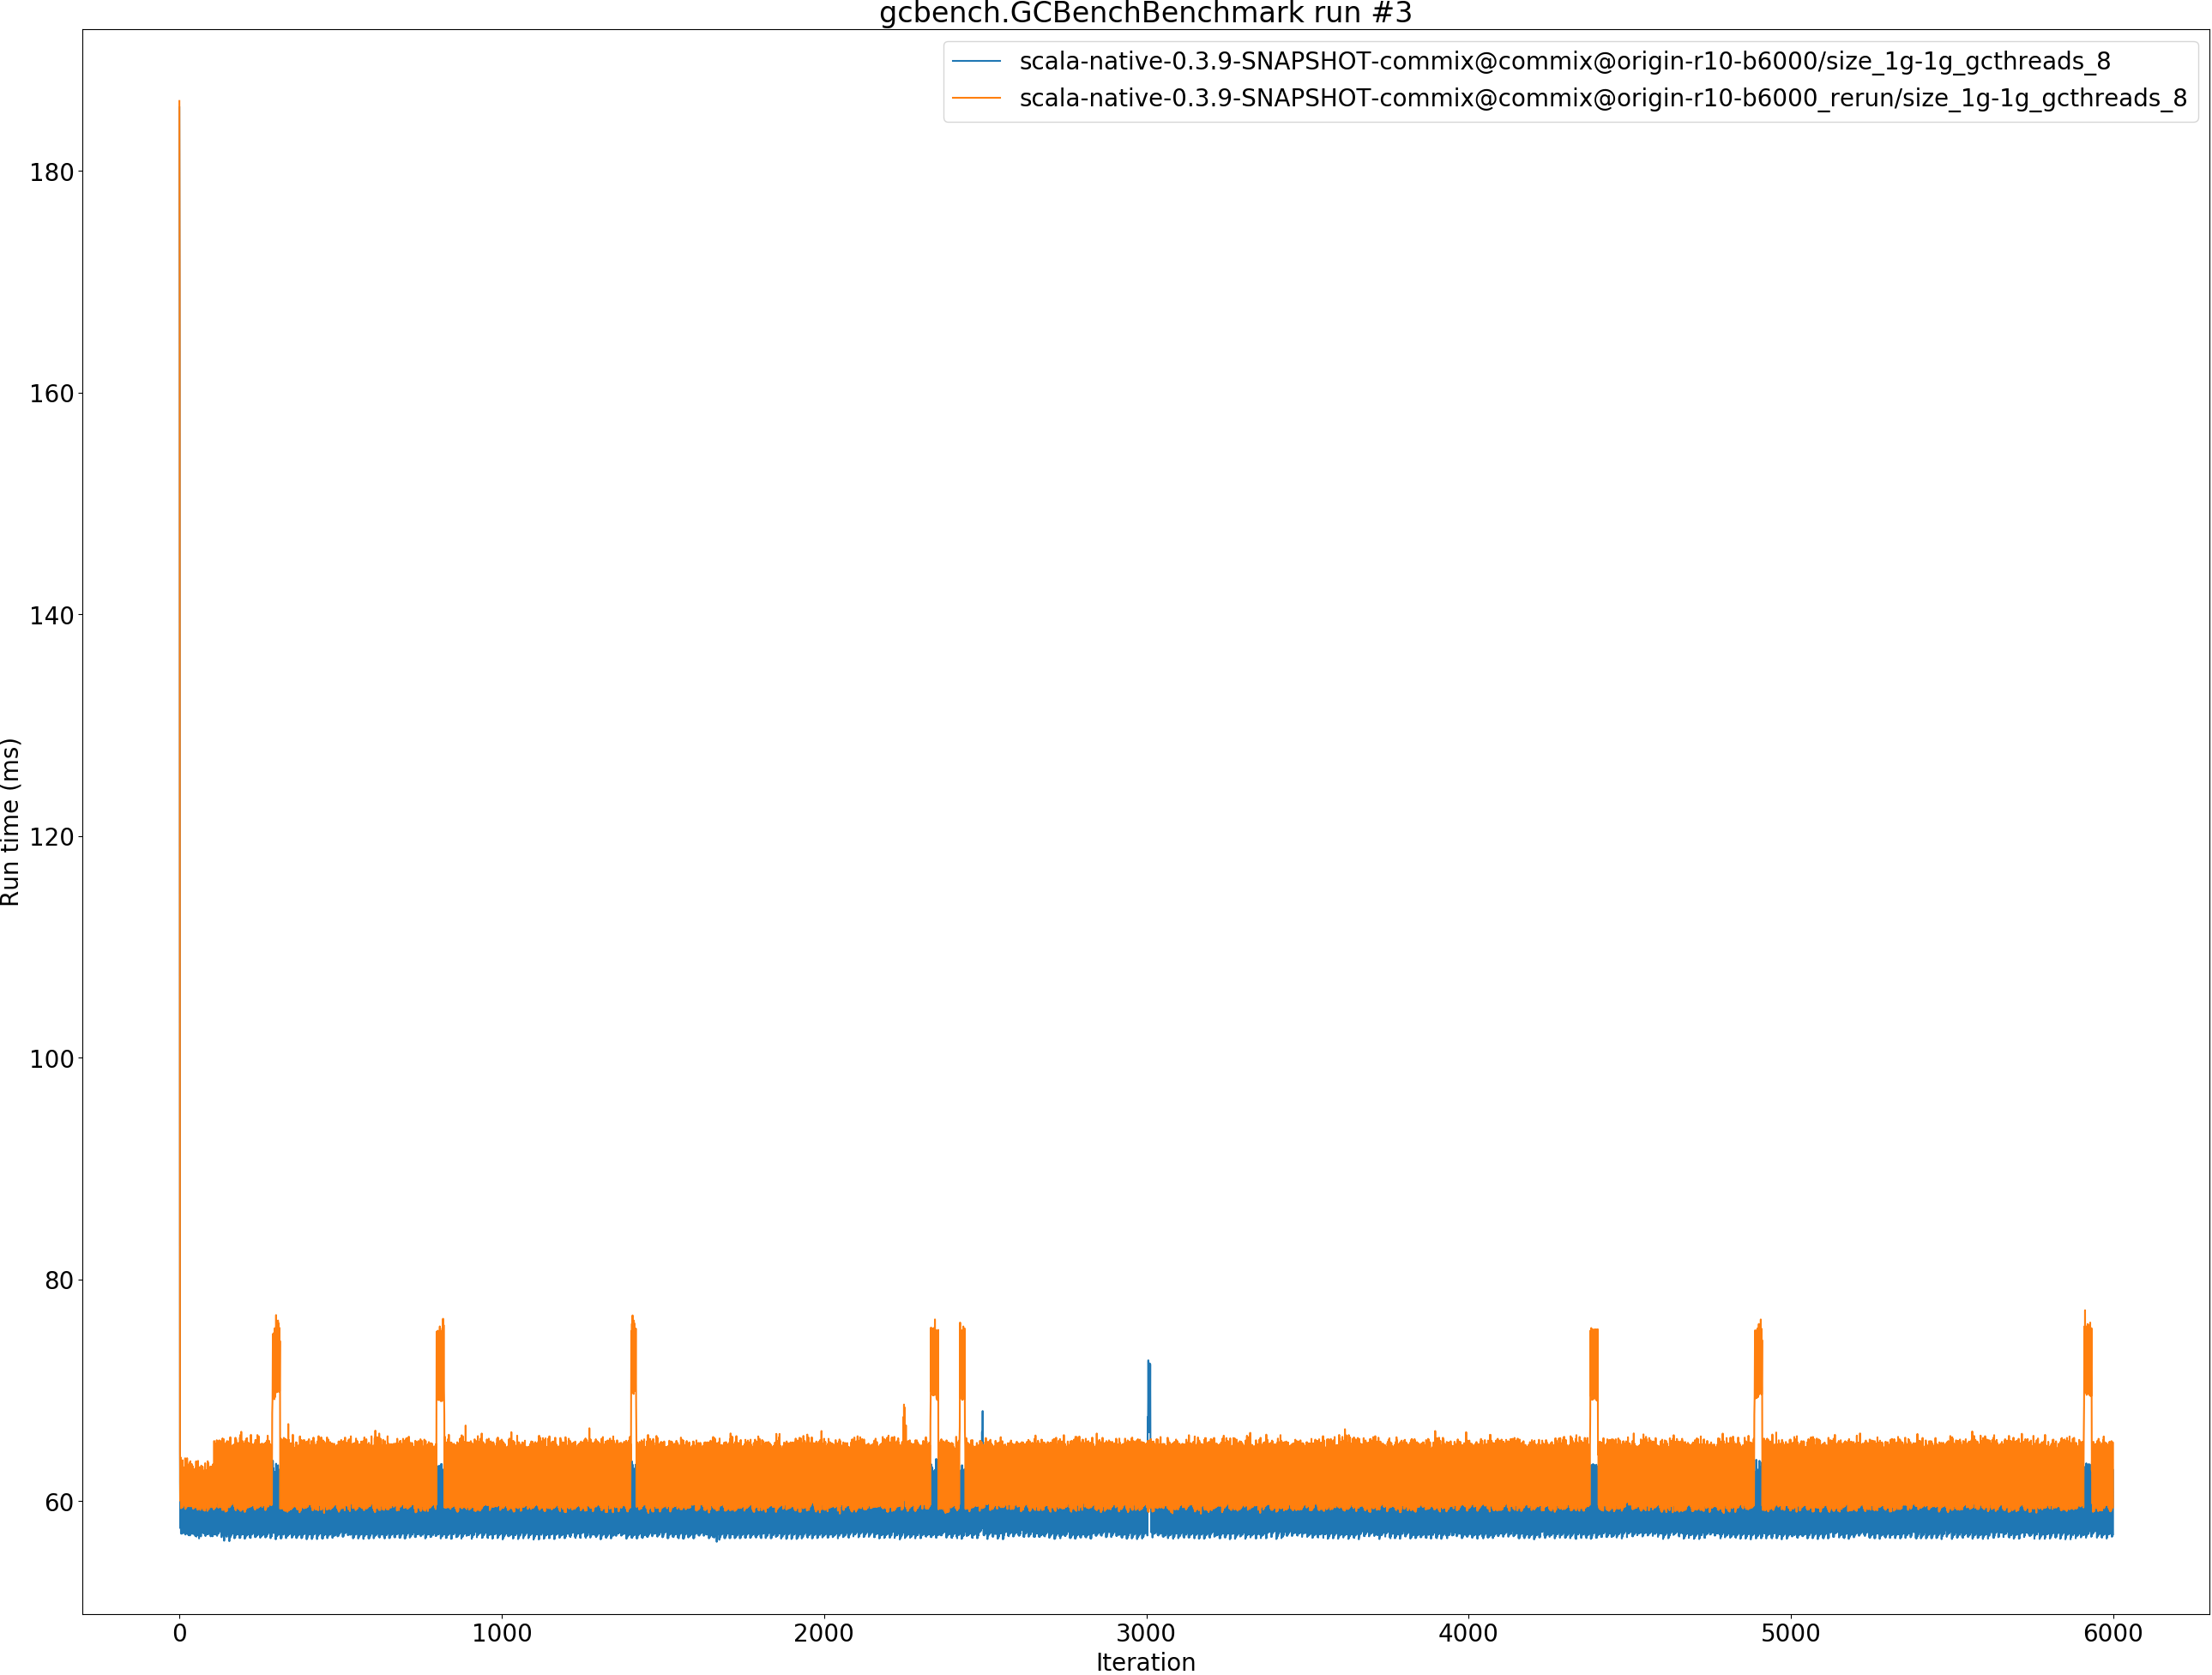 gcbench.GCBenchBenchmark run #3
scala-native-0.3.9-SNAPSHOT-commix@commix@origin-r10-b6000/size_1g-1g_gcthreads_8
scala-native-0.3.9-SNAPSHOT-commix@commix@origin-r10-b6000_rerun/size_1g-1g_gcthreads_8
Run time (ms)
180
160
140
120
100
80
60
0 1000 2000 3000 4000 5000 6000
Iteration